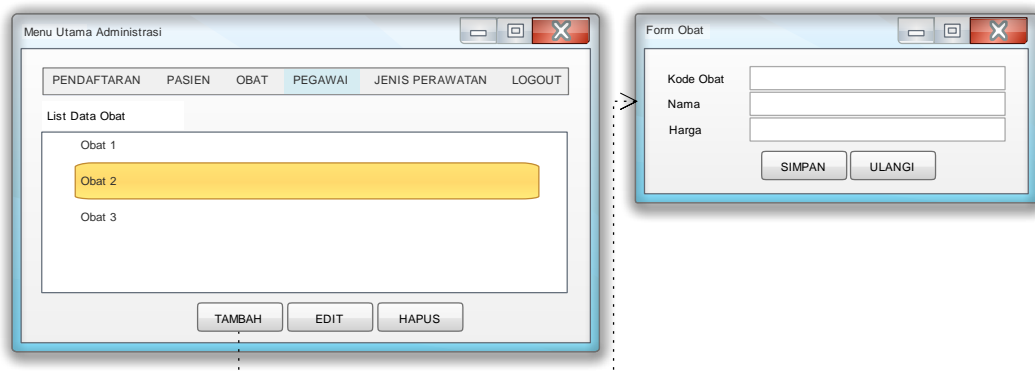 Menu Utama Administrasi
PENDAFTARAN PASIEN OBAT PEGAWAI JENIS PERAWATAN LOGOUT
List Data Obat
Obat 1
Obat 2
Obat 3
TAMBAH EDIT HAPUS
Form Obat
Kode Obat
Nama
Harga
SIMPAN ULANGI